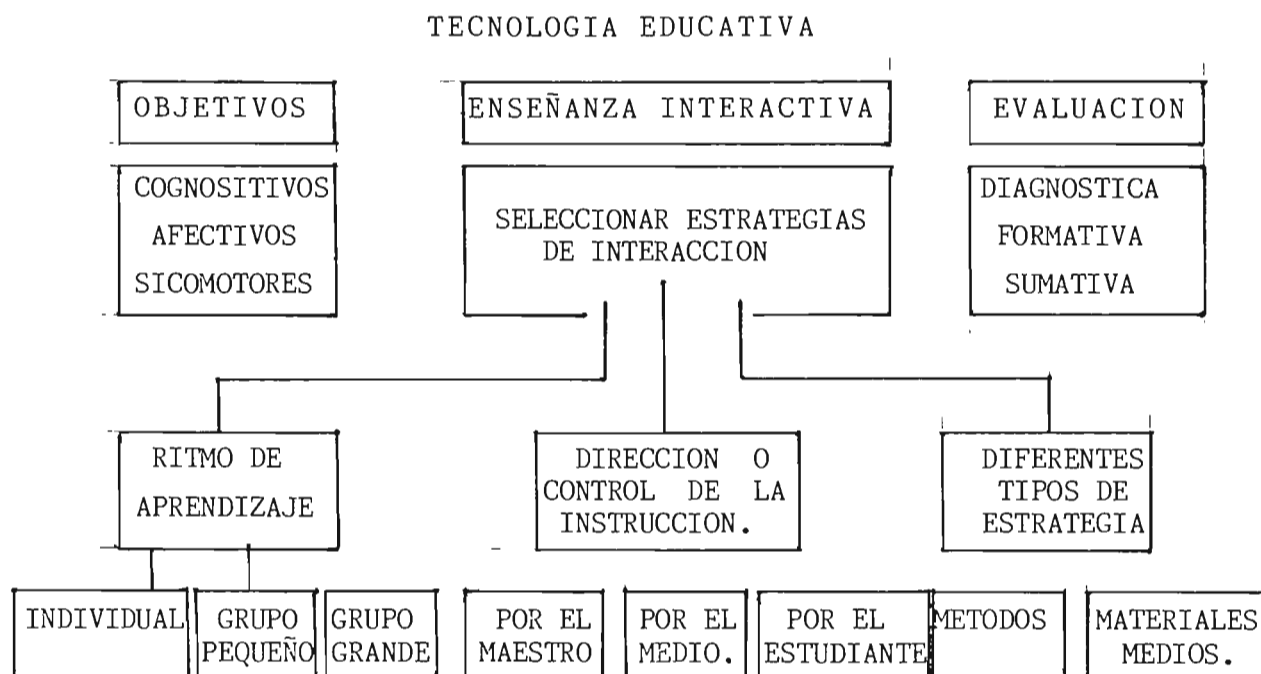 TECNOLOGIA EDUCATIVA
OBJETIVOS
ENSEÑANZA INTERACTIVA
EVALUACION
COGNOSITIVOS
AFECTIVOS
SICOMOTORES
SELECCIONAR ESTRATEGIAS
DE INTERACCION
DIAGNOSTICA
FORMATIVA
SUMATIVA
RITMO DE
APRENDIZAJE
DIRECCION O
CONTROL DE LA
INSTRUCCION.
DIFERENTES
TIPOS DE
ESTRATEGIA
INDIVIDUAL
GRUPO
PEQUEÑO
GRUPO
GRANDE
POR EL
MAESTRO
POR EL
MEDIO.
POR EL
ESTUDIANTE
METODOS
MATERIALES
MEDIOS.